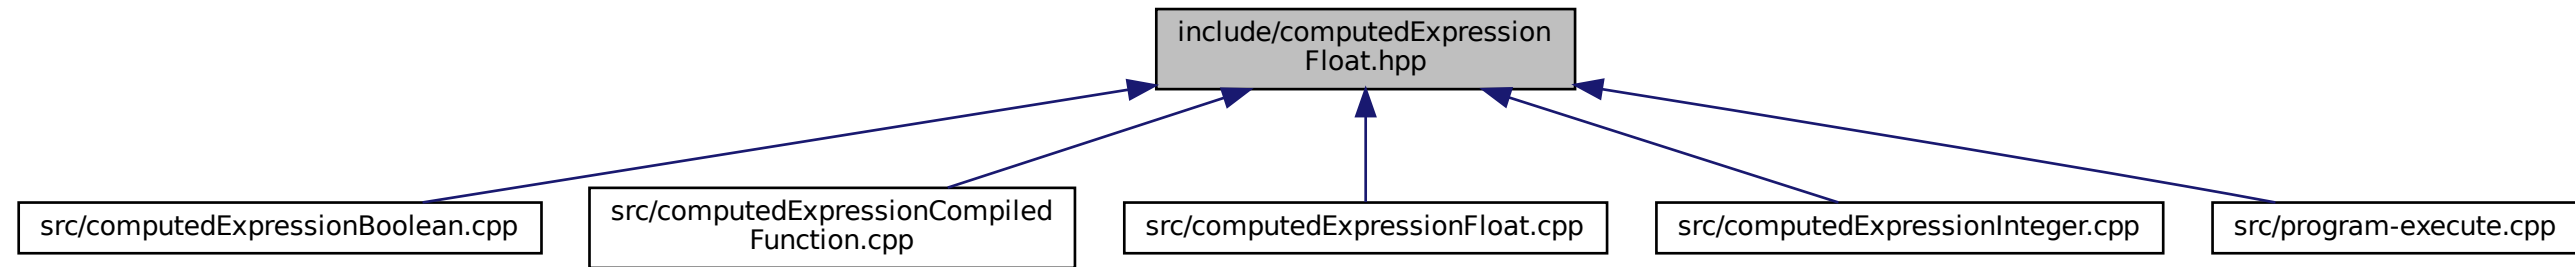 include/computedExpression
Float.hpp
src/computedExpressionBoolean.cpp
src/computedExpressionCompiled
Function.cpp
src/computedExpressionFloat.cpp
src/computedExpressionInteger.cpp
src/program-execute.cpp